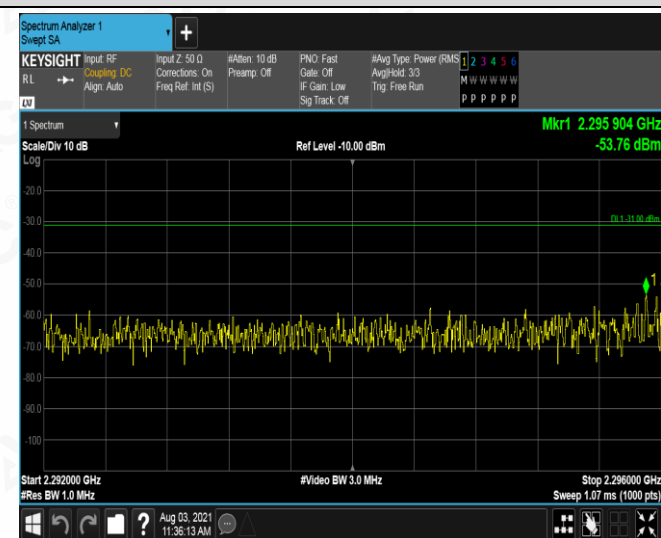 Spectrum Analyzer 1
Swept SA
+
KEYSIGHT
R L
LXI
Input: RF
Coupling: DC
Align: Auto
Input Z: 50 Ω
Corrections: On
Freq Ref: Int (S)
#Atten: 10 dB
Preamp: Off
PNO: Fast
Gate: Off
IF Gain: Low
Sig Track: Off
#Avg Type: Power (RMS
Avg|Hold: 3/3
Trig: Free Run
1 2 3 4 5 6
M W W W W W
P P P P P P
1 Spectrum
Mkr1 2.295 904 GHz
Scale/Div 10 dB
Ref Level -10.00 dBm
-53.76 dBm
Log
-20.0
-30.0
DL1 -31.00 dBm
-40.0
-50.0
1
-60.0
-70.0
-80.0
-90.0
-100
Start 2.292000 GHz
#Video BW 3.0 MHz
Stop 2.296000 GHz
#Res BW 1.0 MHz
Sweep 1.07 ms (1000 pts)
?
Aug 03, 2021
11:36:13 AM